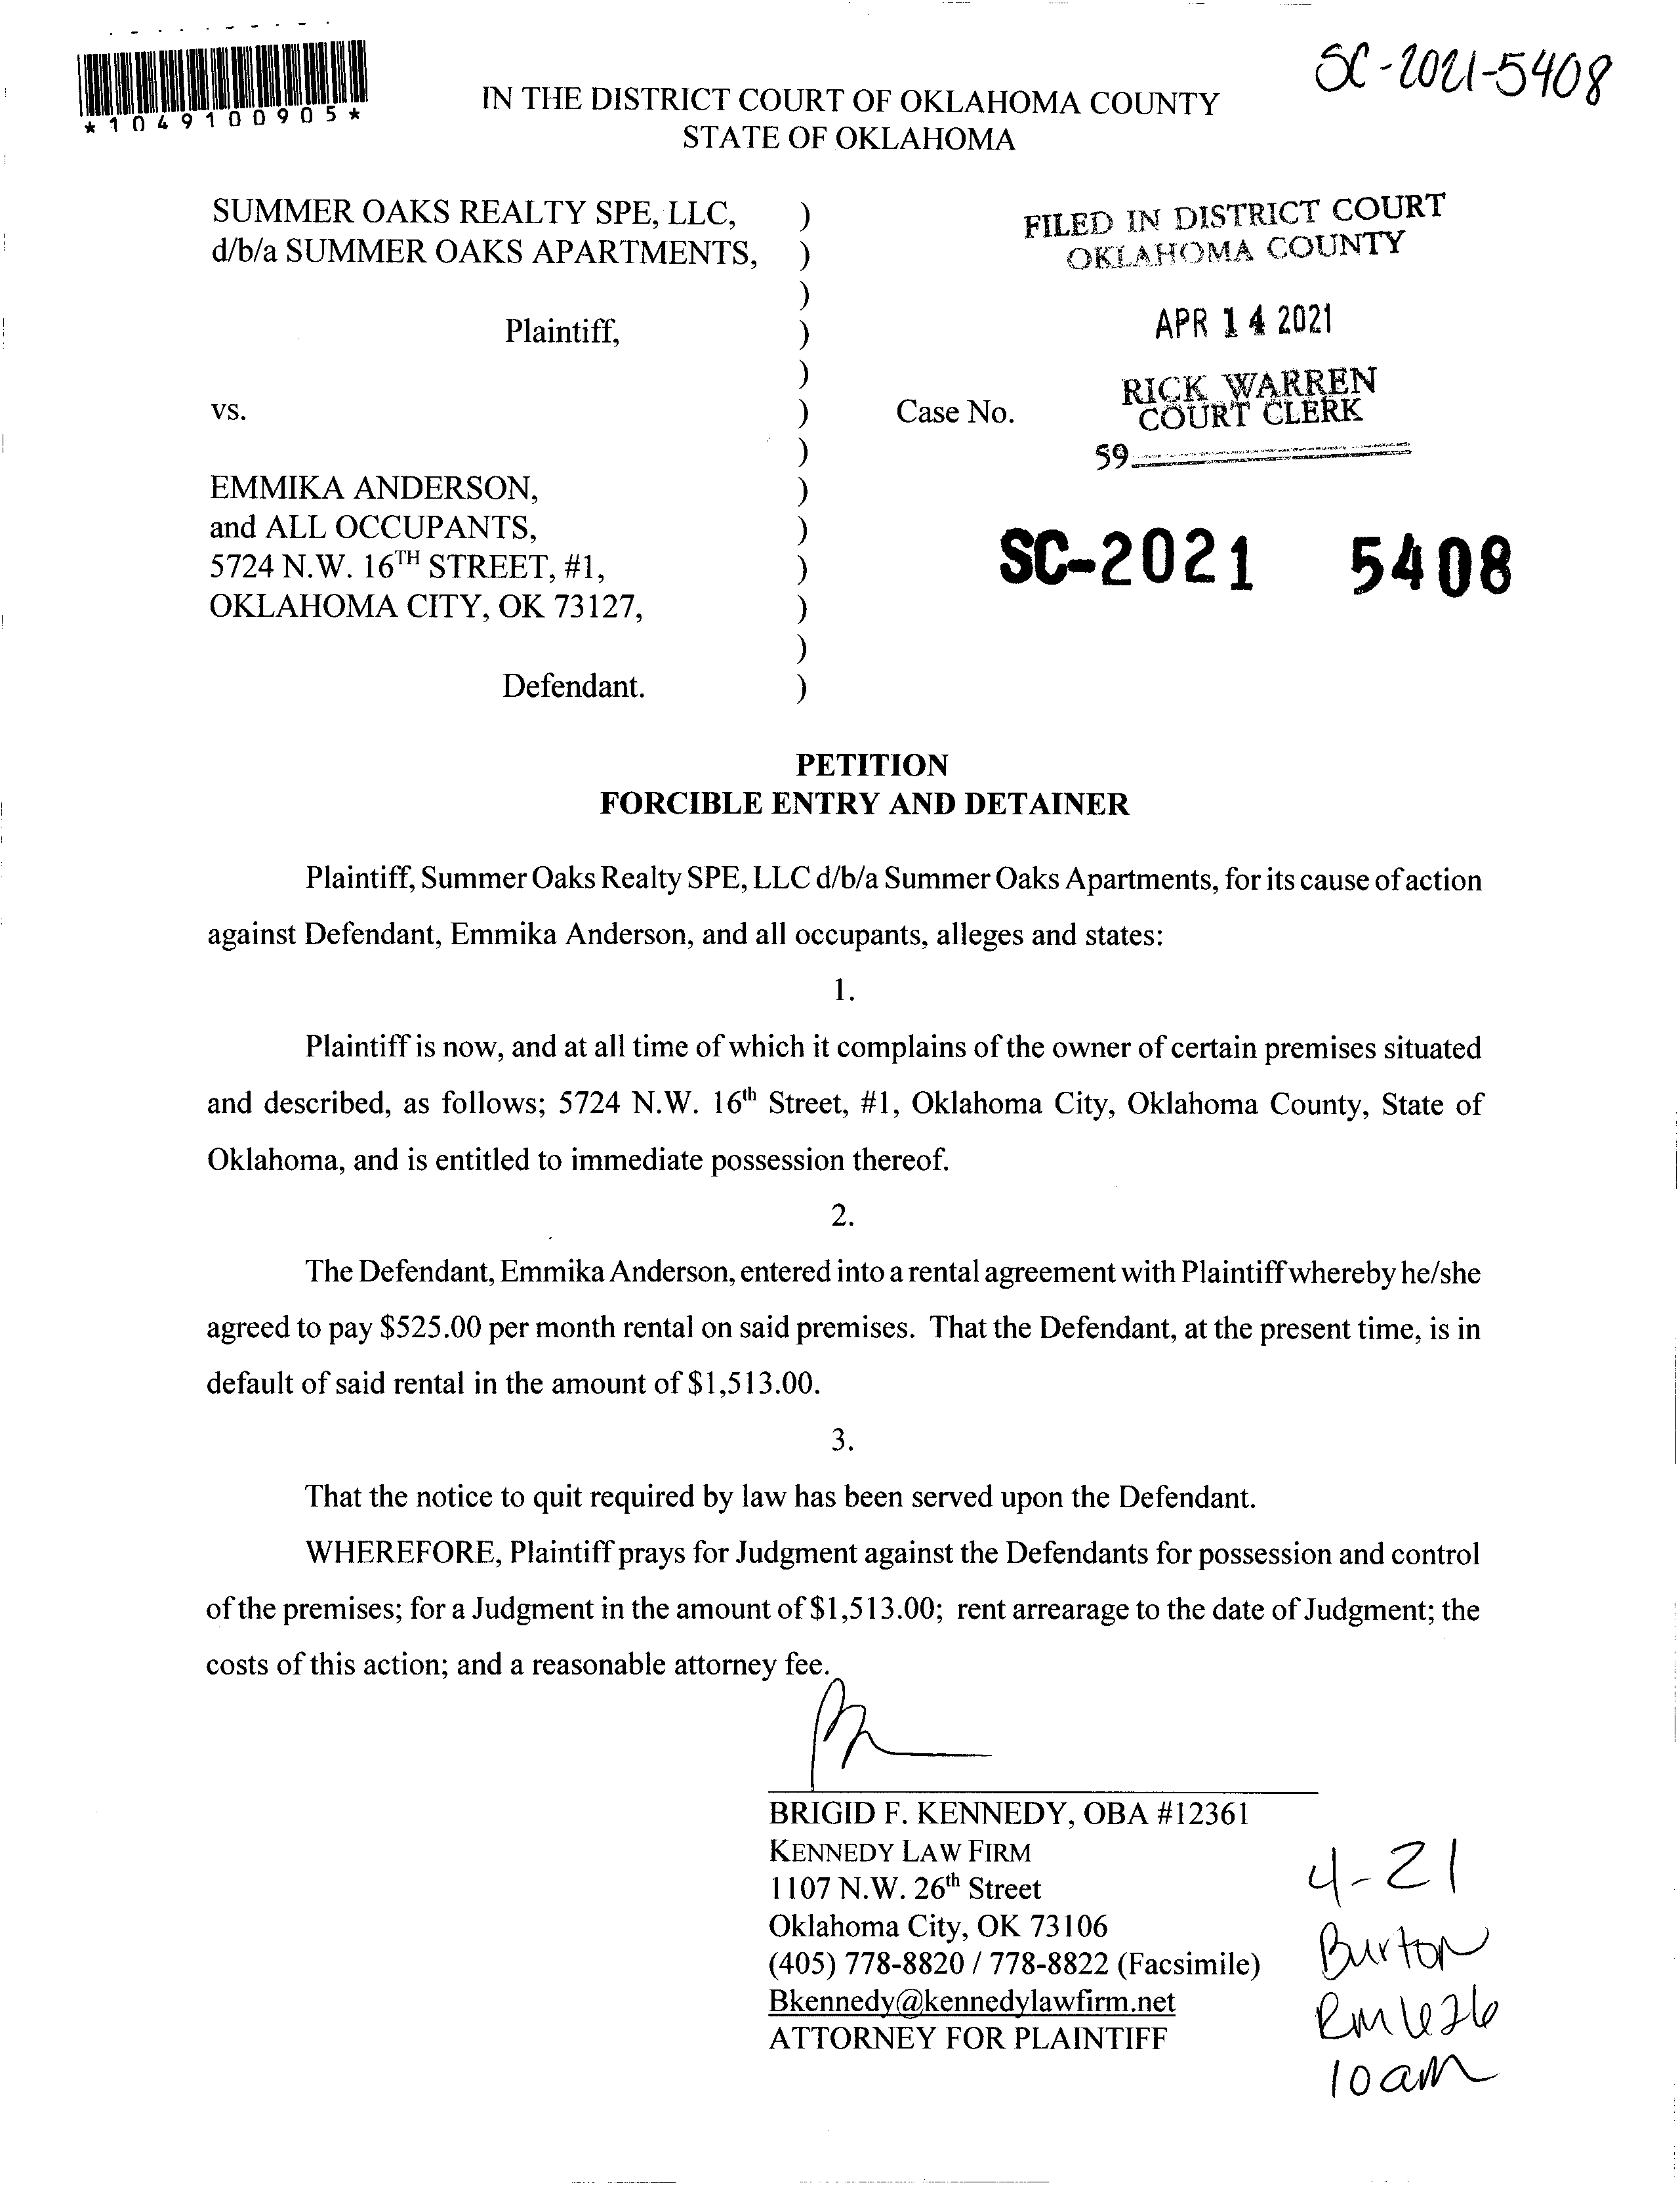 SC-2021-5408
*1049100905*
IN THE DISTRICT COURT OF OKLAHOMA COUNTY
STATE OF OKLAHOMA
SUMMER OAKS REALTY SPE, LLC, )
d/b/a SUMMER OAKS APARTMENTS, )
)
Plaintiff, )
)
vs. ) Case No.
)
EMMIKA ANDERSON, )
and ALL OCCUPANTS, )
5724 N.W. 16TH STREET, #1, )
OKLAHOMA CITY, OK 73127, )
)
Defendant. )
FILED IN DISTRICT COURT
OKLAHOMA COUNTY
APR 14 2021
RICK WARREN
COURT CLERK
59
SC-2021 5408
PETITION
FORCIBLE ENTRY AND DETAINER
Plaintiff, Summer Oaks Realty SPE, LLC d/b/a Summer Oaks Apartments, for its cause of action
against Defendant, Emmika Anderson, and all occupants, alleges and states:
1.
Plaintiff is now, and at all time of which it complains of the owner of certain premises situated
and described, as follows; 5724 N.W. 16th Street, #1, Oklahoma City, Oklahoma County, State of
Oklahoma, and is entitled to immediate possession thereof.
2.
The Defendant, Emmika Anderson, entered into a rental agreement with Plaintiff whereby he/she
agreed to pay $525.00 per month rental on said premises. That the Defendant, at the present time, is in
default of said rental in the amount of $1,513.00.
3.
That the notice to quit required by law has been served upon the Defendant.
WHEREFORE, Plaintiff prays for Judgment against the Defendants for possession and control
of the premises; for a Judgment in the amount of $1,513.00; rent arrearage to the date of Judgment; the
costs of this action; and a reasonable attorney fee.
BRIGID F. KENNEDY, OBA #12361
KENNEDY LAW FIRM
1107 N.W. 26th Street
Oklahoma City, OK 73106
(405) 778-8820 / 778-8822 (Facsimile)
Bkennedy@kennedylawfirm.net
ATTORNEY FOR PLAINTIFF
4-21
Burton
Rm 626
10am